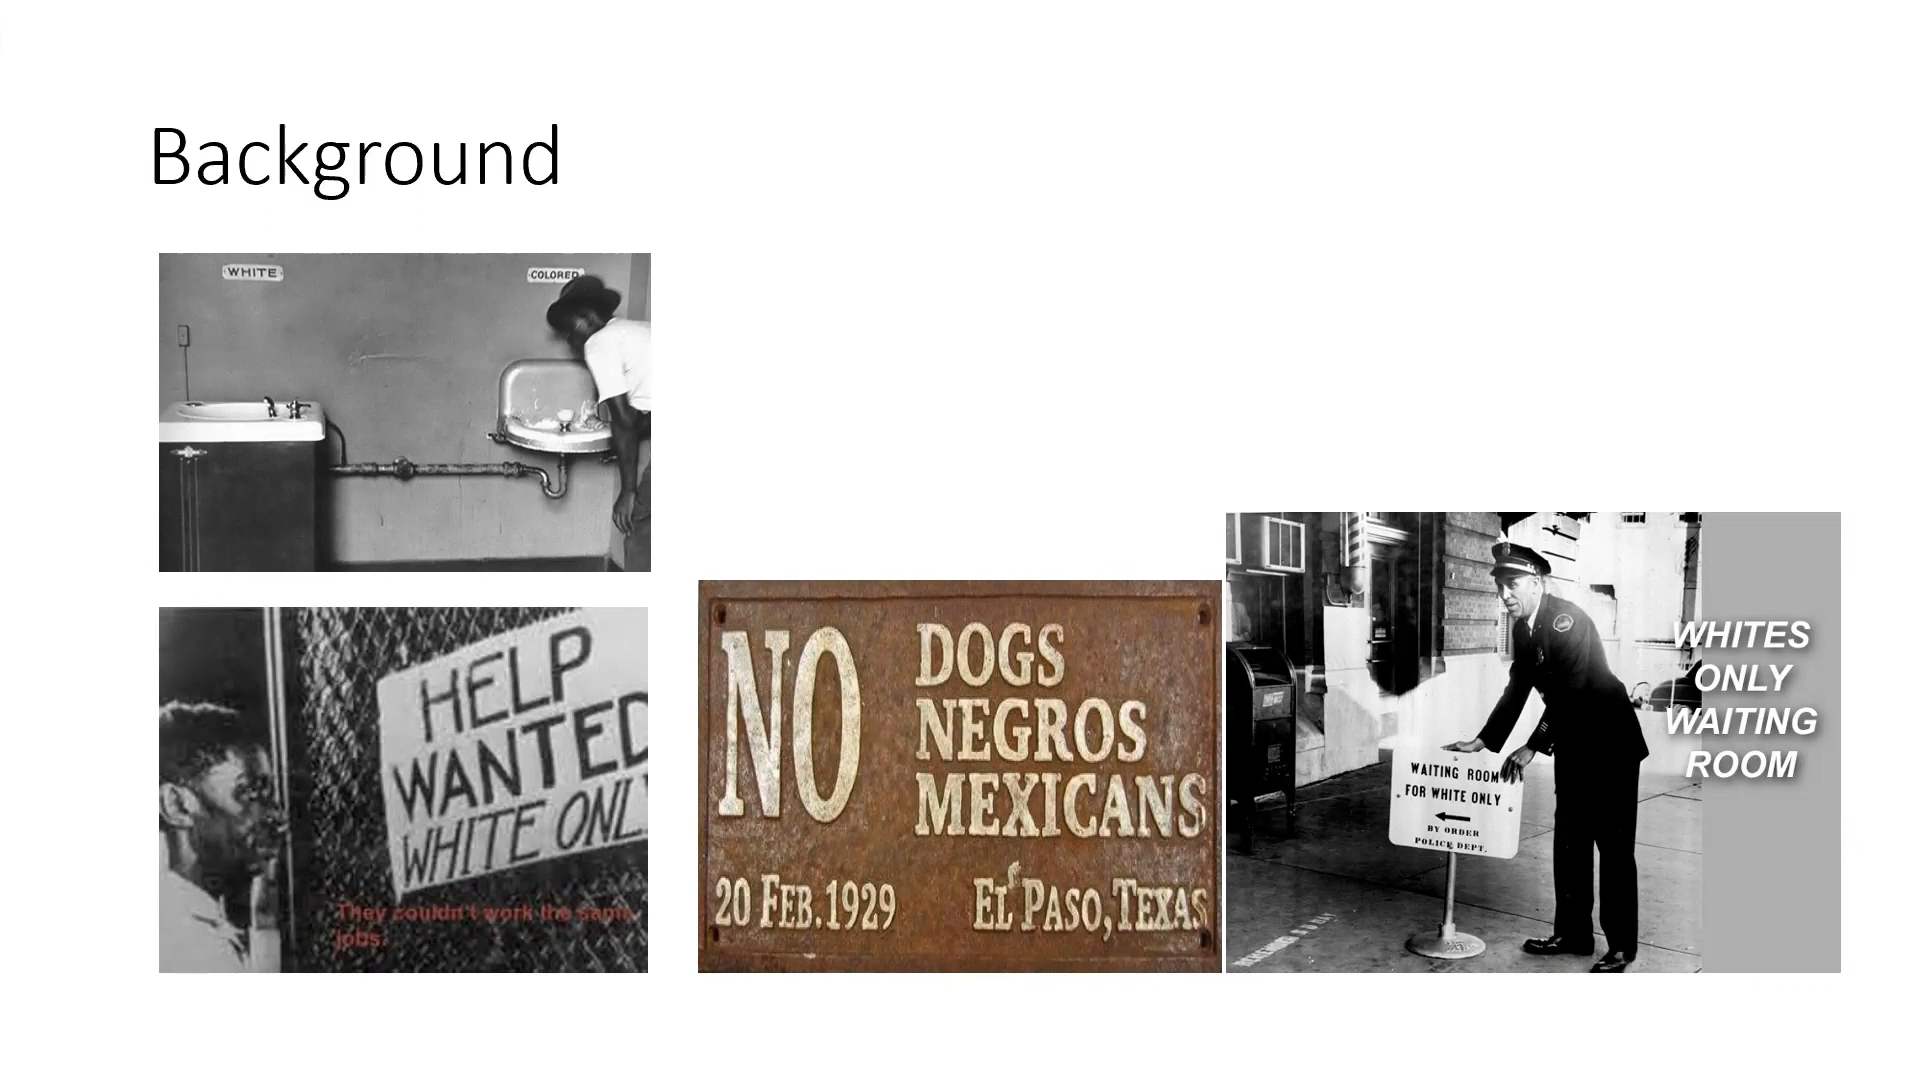 Background
WHITE
COLORED
HELP
WANTED
WHITE ONL
They couldn't work the same
jobs.
NO
DOGS
NEGROS
MEXICANS
20 FEB.1929
EL PASO, TEXAS
WAITING ROOM
FOR WHITE ONLY
BY ORDER
POLICE DEPT.
WHITES
ONLY
WAITING
ROOM